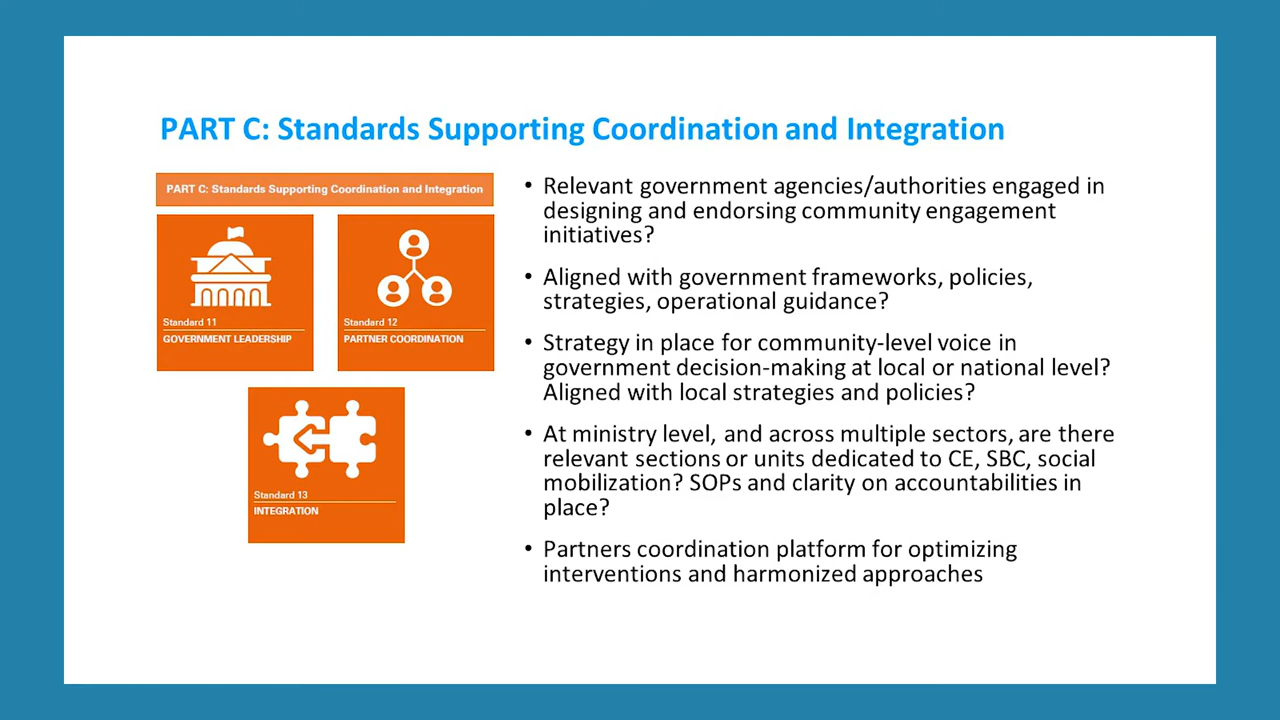 PART C: Standards Supporting Coordination and Integration
PART C: Standards Supporting Coordination and Integration
Standard 11
GOVERNMENT LEADERSHIP
Standard 12
PARTNER COORDINATION
Standard 13
INTEGRATION
• Relevant government agencies/authorities engaged in
designing and endorsing community engagement
initiatives?
• Aligned with government frameworks, policies,
strategies, operational guidance?
• Strategy in place for community-level voice in
government decision-making at local or national level?
Aligned with local strategies and policies?
• At ministry level, and across multiple sectors, are there
relevant sections or units dedicated to CE, SBC, social
mobilization? SOPs and clarity on accountabilities in
place?
• Partners coordination platform for optimizing
interventions and harmonized approaches